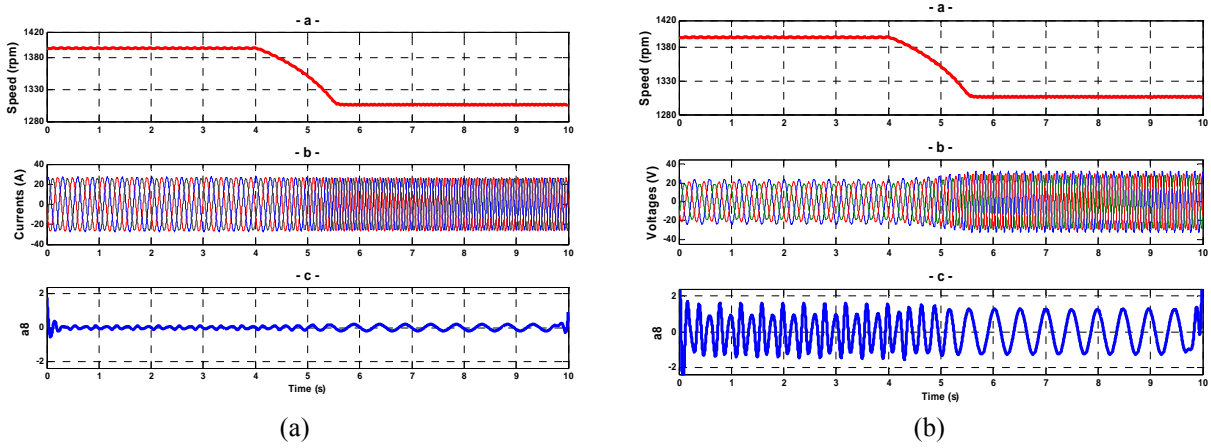 - a -
Speed (rpm)
1420
1380
1330
1280
0 1 2 3 4 5 6 7 8 9 10
- b -
Currents (A)
40
20
0
-20
-40
0 1 2 3 4 5 6 7 8 9 10
- c -
a8
2
0
-2
0 1 2 3 4 5 6 7 8 9 10
Time (s)
(a)
- a -
Speed (rpm)
1420
1380
1330
1280
0 1 2 3 4 5 6 7 8 9 10
- b -
Voltages (V)
40
20
0
-20
-40
0 1 2 3 4 5 6 7 8 9 10
- c -
a8
2
0
-2
0 1 2 3 4 5 6 7 8 9 10
Time (s)
(b)